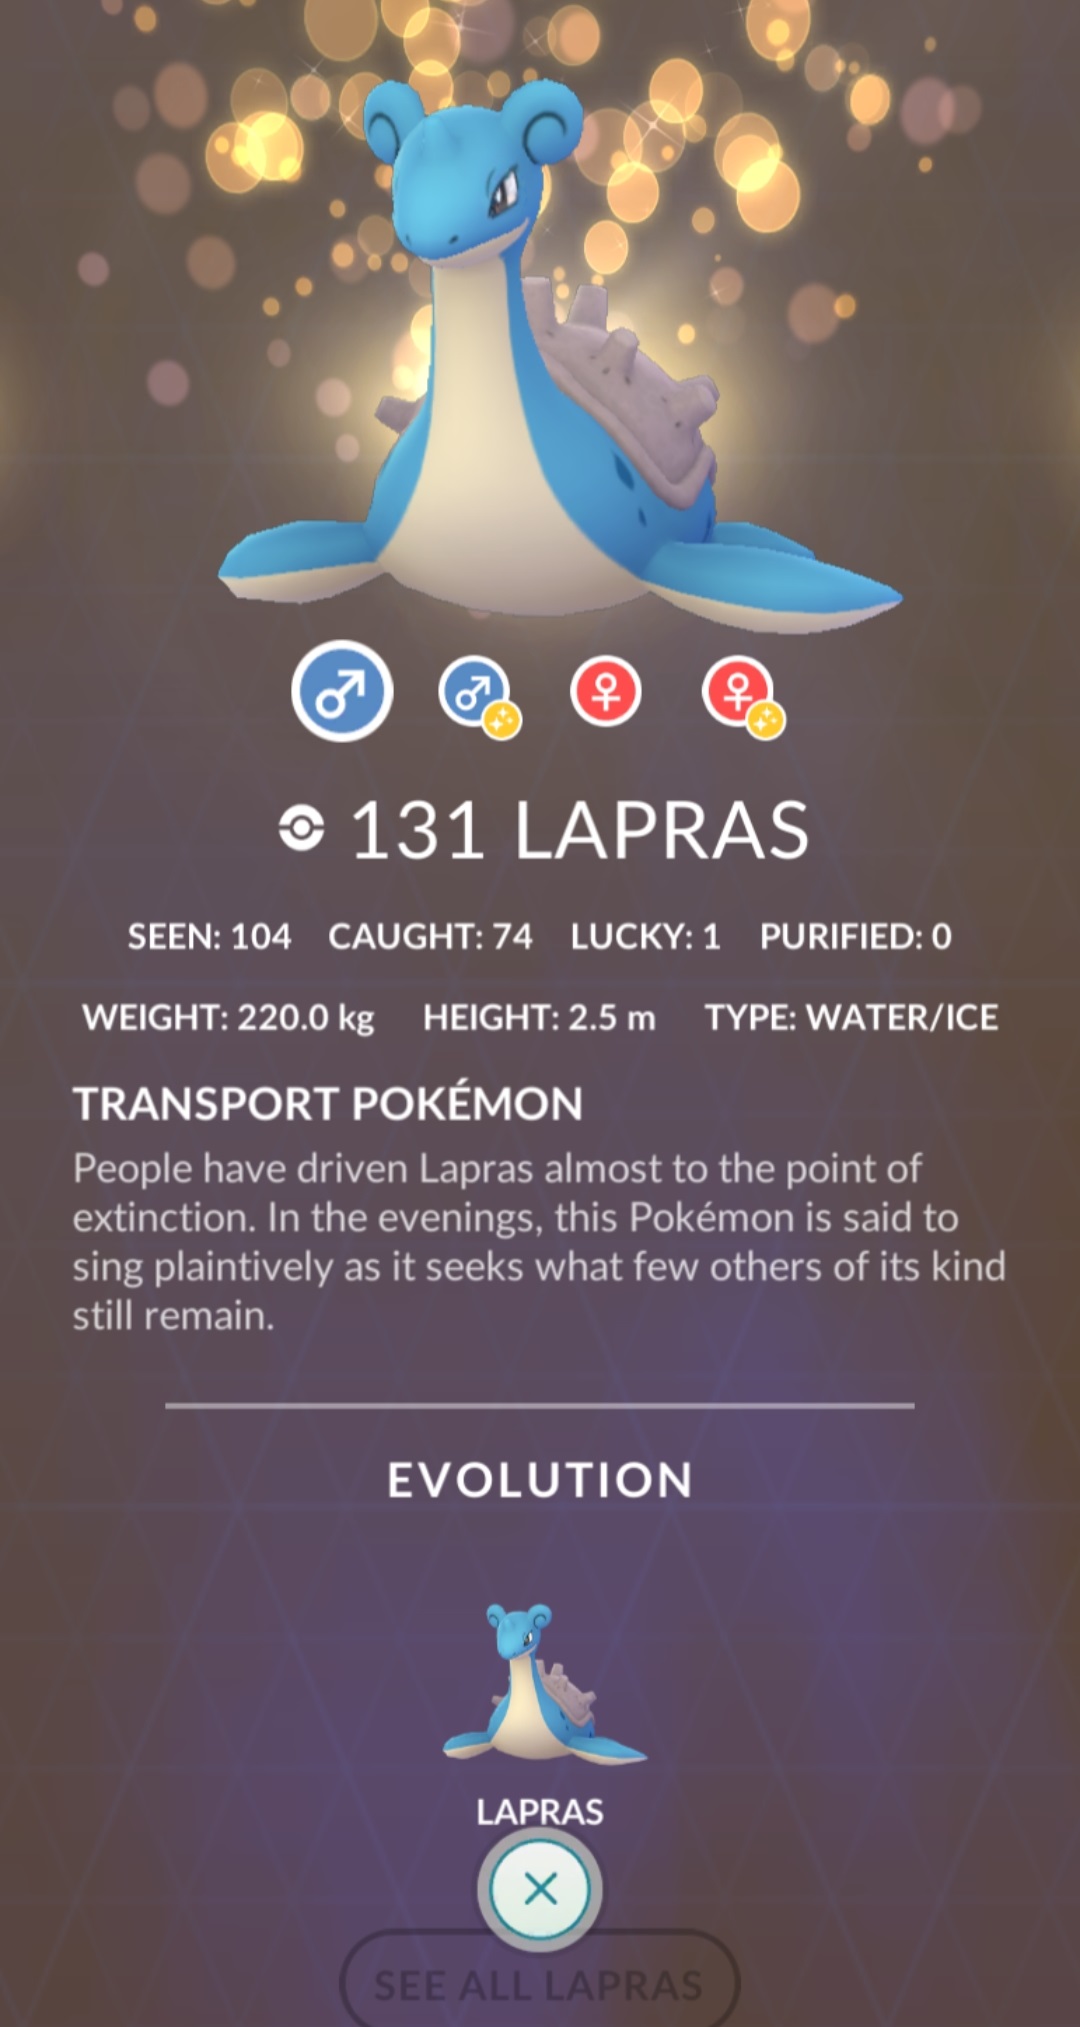 131 LAPRAS
SEEN: 104 CAUGHT: 74 LUCKY: 1 PURIFIED: 0
WEIGHT: 220.0 kg HEIGHT: 2.5 m TYPE: WATER/ICE
TRANSPORT POKÉMON
People have driven Lapras almost to the point of
extinction. In the evenings, this Pokémon is said to
sing plaintively as it seeks what few others of its kind
still remain.
EVOLUTION
LAPRAS
SEE ALL LAPRAS